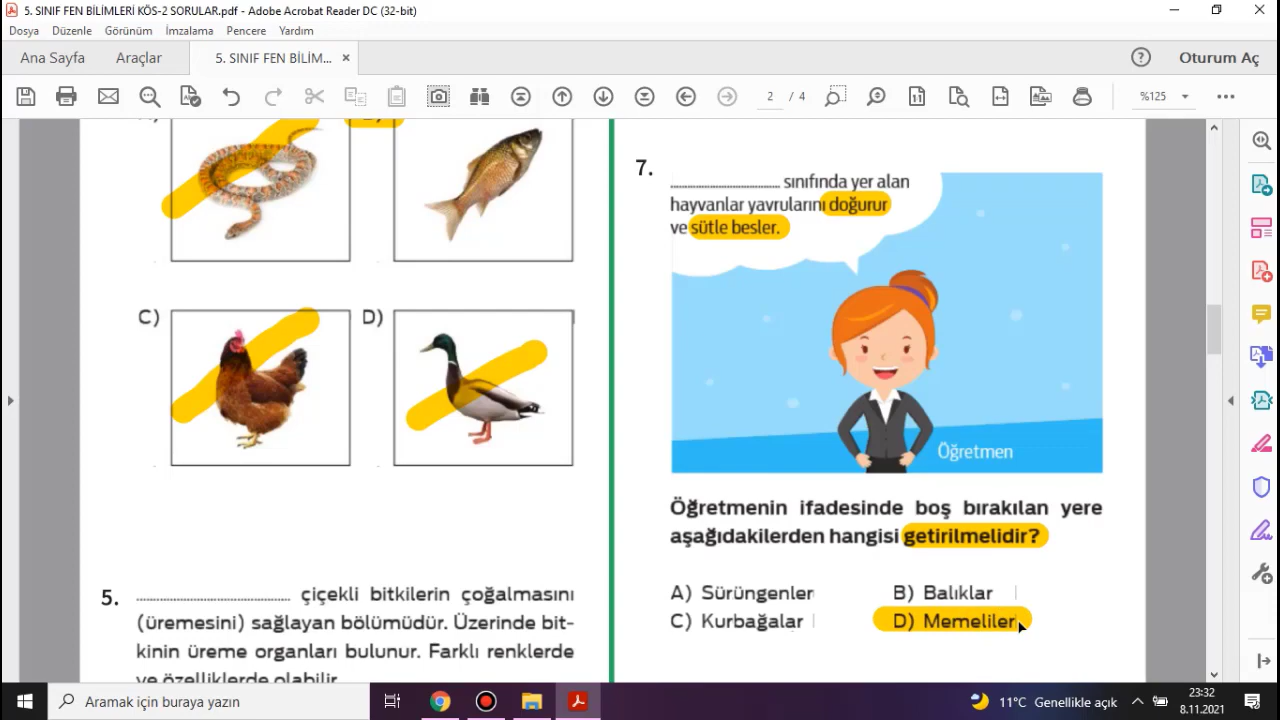 5. SINIF FEN BİLİMLERİ KÖS-2 SORULAR.pdf - Adobe Acrobat Reader DC (32-bit)
Dosya Düzenle Görünüm İmzalama Pencere Yardım
Ana Sayfa Araçlar 5. SINIF FEN BİLİM... × Oturum Aç
2 / 4 %125
C) D)
5. ................................ çiçekli bitkilerin çoğalmasını
(üremesini) sağlayan bölümüdür. Üzerinde bit-
kinin üreme organları bulunur. Farklı renklerde
ve özelliklerde olabilir.
7.
................................ sınıfında yer alan
hayvanlar yavrularını doğurur
ve sütle besler.
Öğretmen
Öğretmenin ifadesinde boş bırakılan yere
aşağıdakilerden hangisi getirilmelidir?
A) Sürüngenler B) Balıklar
C) Kurbağalar D) Memeliler
Aramak için buraya yazın
11°C Genellikle açık
23:32
8.11.2021